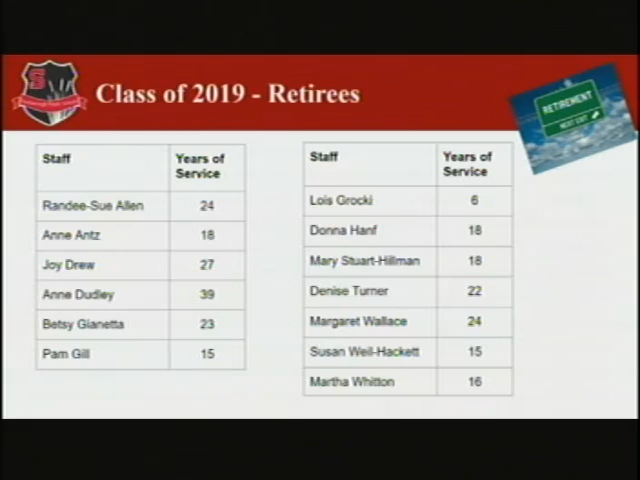 S
Class of 2019 - Retirees
RETIREMENT
NEXT EXIT
Staff Years of Service
Randee-Sue Allen 24
Anne Antz 18
Joy Drew 27
Anne Dudley 39
Betsy Gianetta 23
Pam Gill 15
Staff Years of Service
Lois Grocki 6
Donna Hanf 18
Mary Stuart-Hillman 18
Denise Turner 22
Margaret Wallace 24
Susan Weil-Hackett 15
Martha Whitton 16